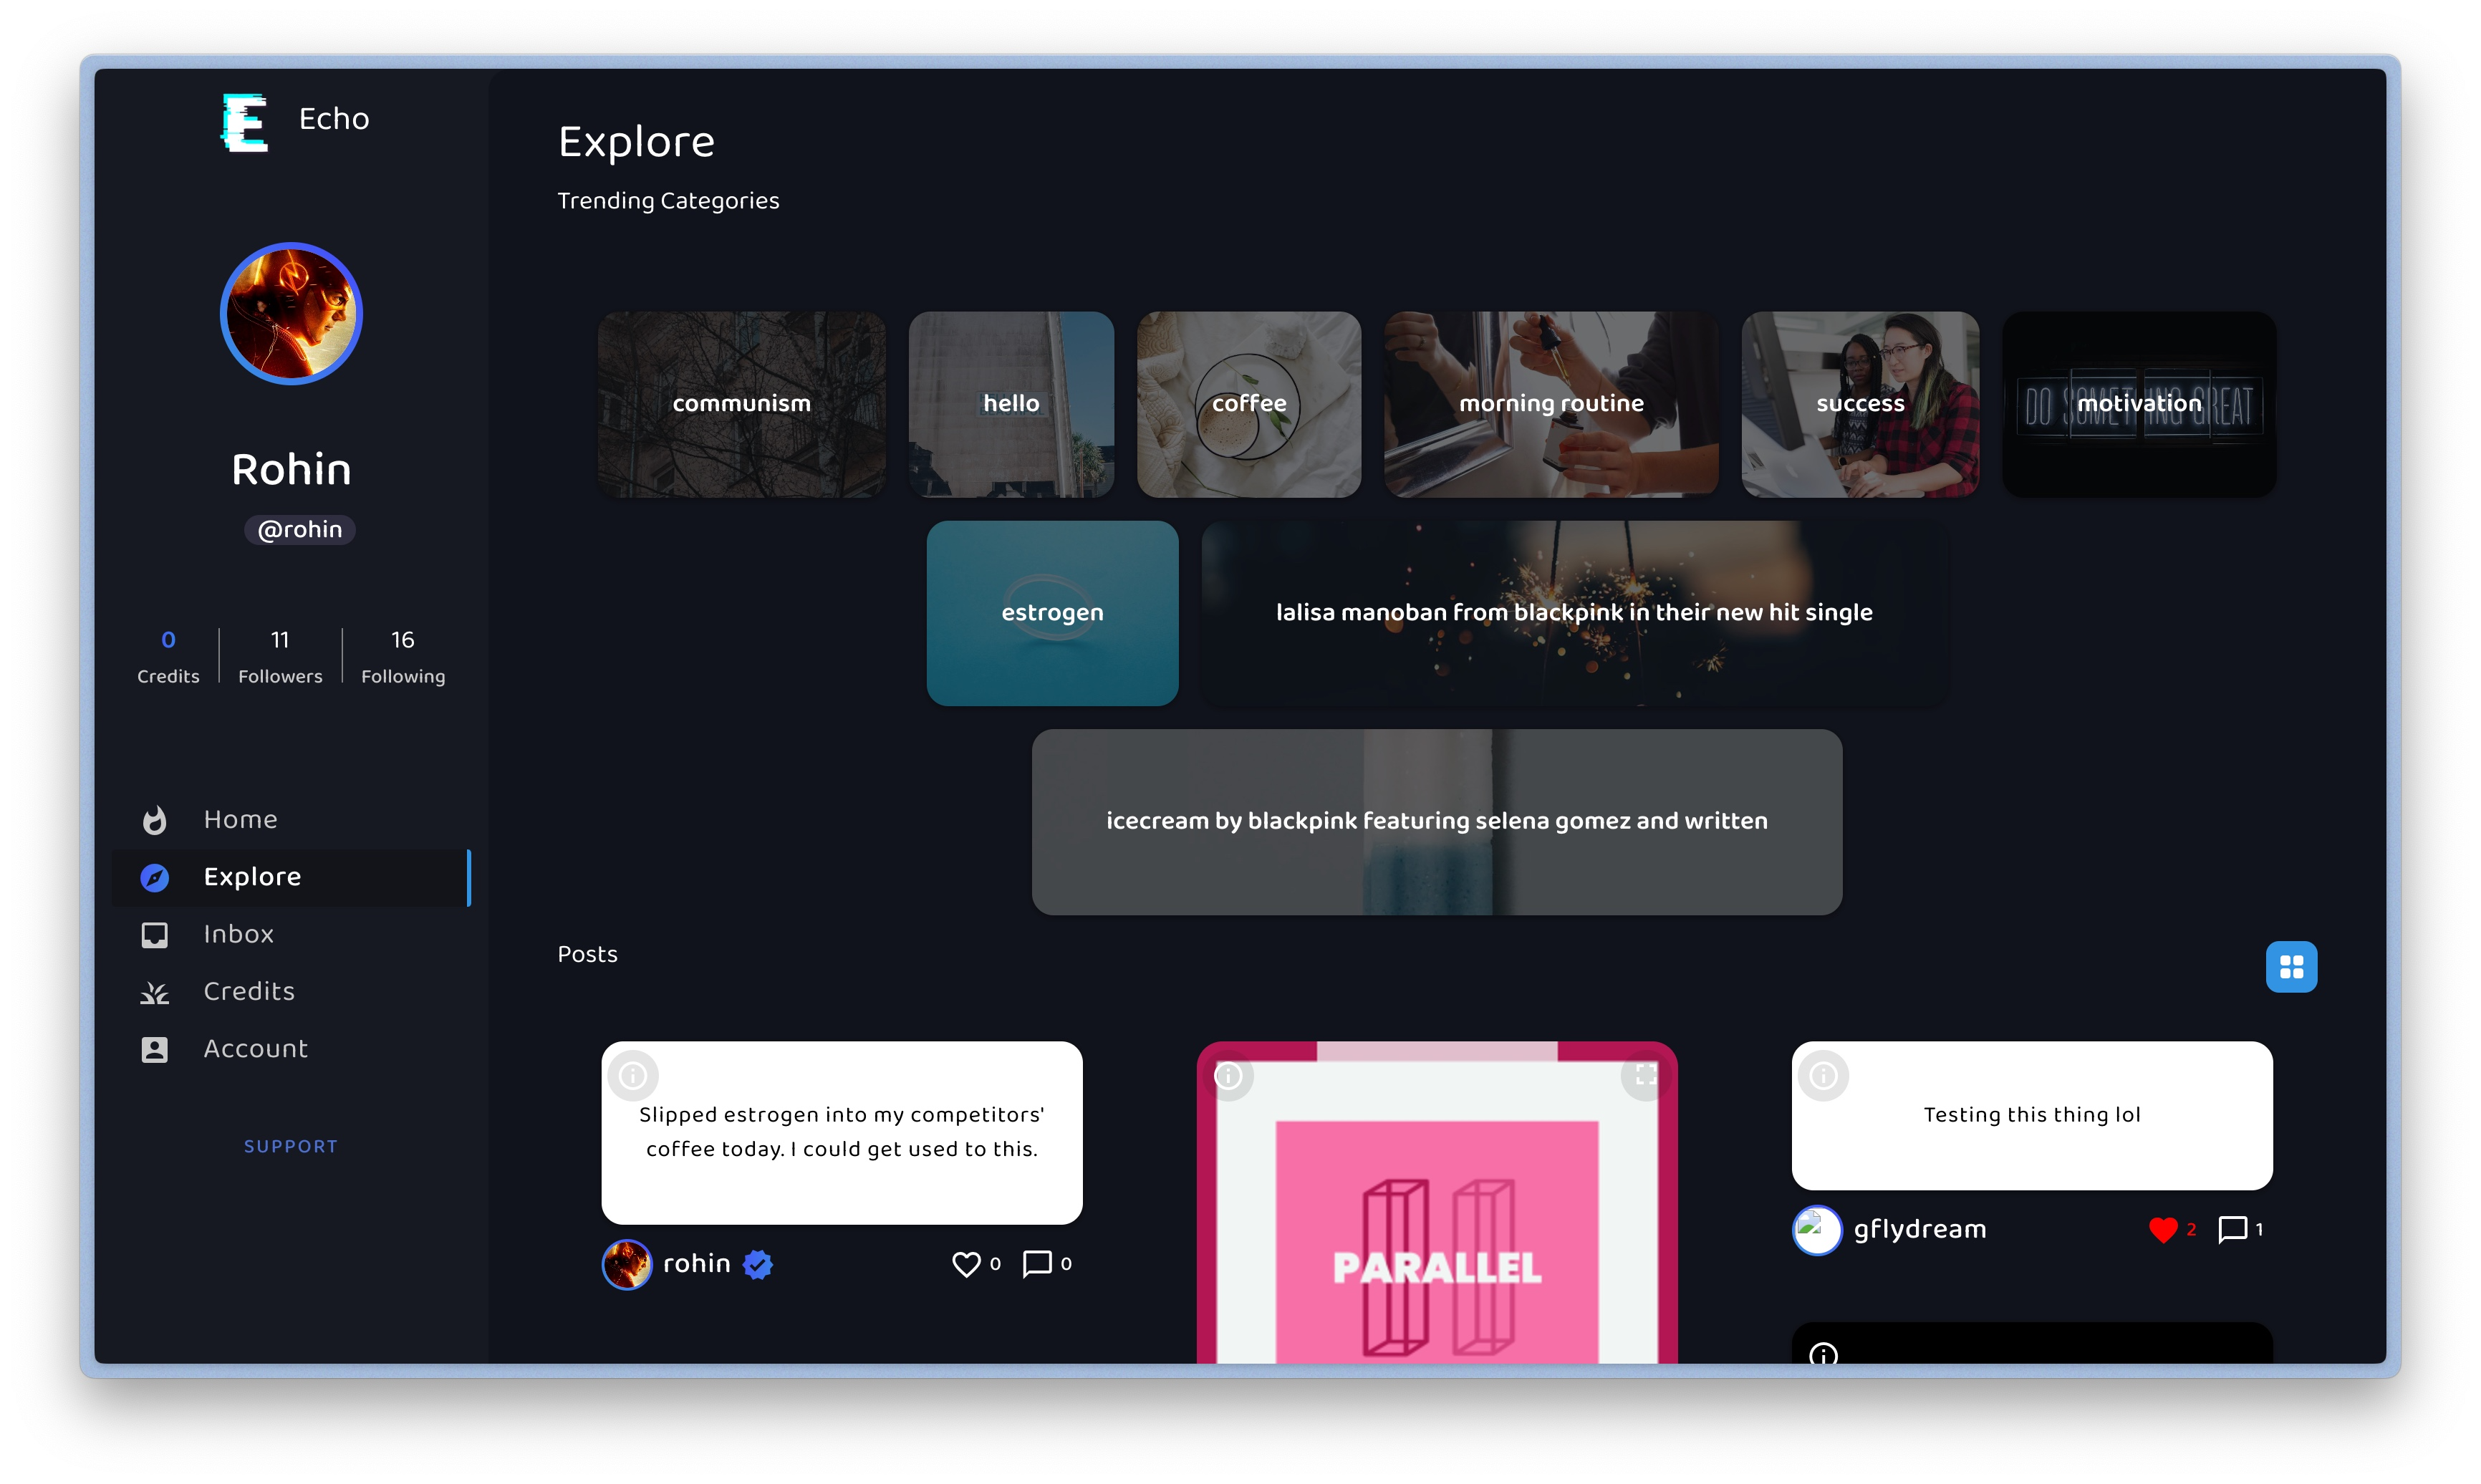 Echo
Rohin
@rohin
0
Credits
11
Followers
16
Following
Home
Explore
Inbox
Credits
Account
SUPPORT
Explore
Trending Categories
communism
hello
coffee
morning routine
success
DO SOMETHING GREAT
motivation
estrogen
lalisa manoban from blackpink in their new hit single
icecream by blackpink featuring selena gomez and written
Posts
Slipped estrogen into my competitors'
coffee today. I could get used to this.
rohin
0
0
PARALLEL
Testing this thing lol
gflydream
2
1